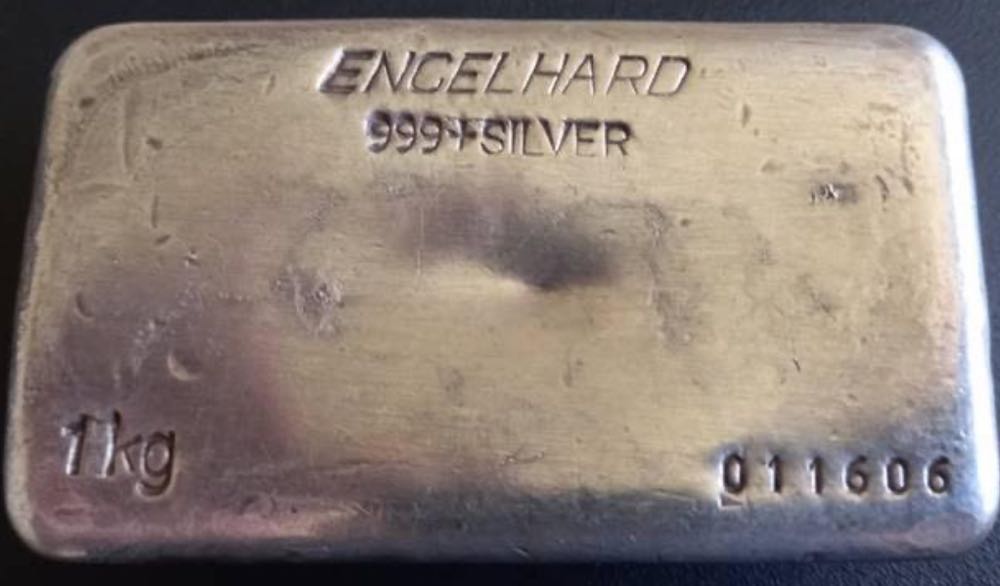 ENGELHARD
999+SILVER
1kg
011606